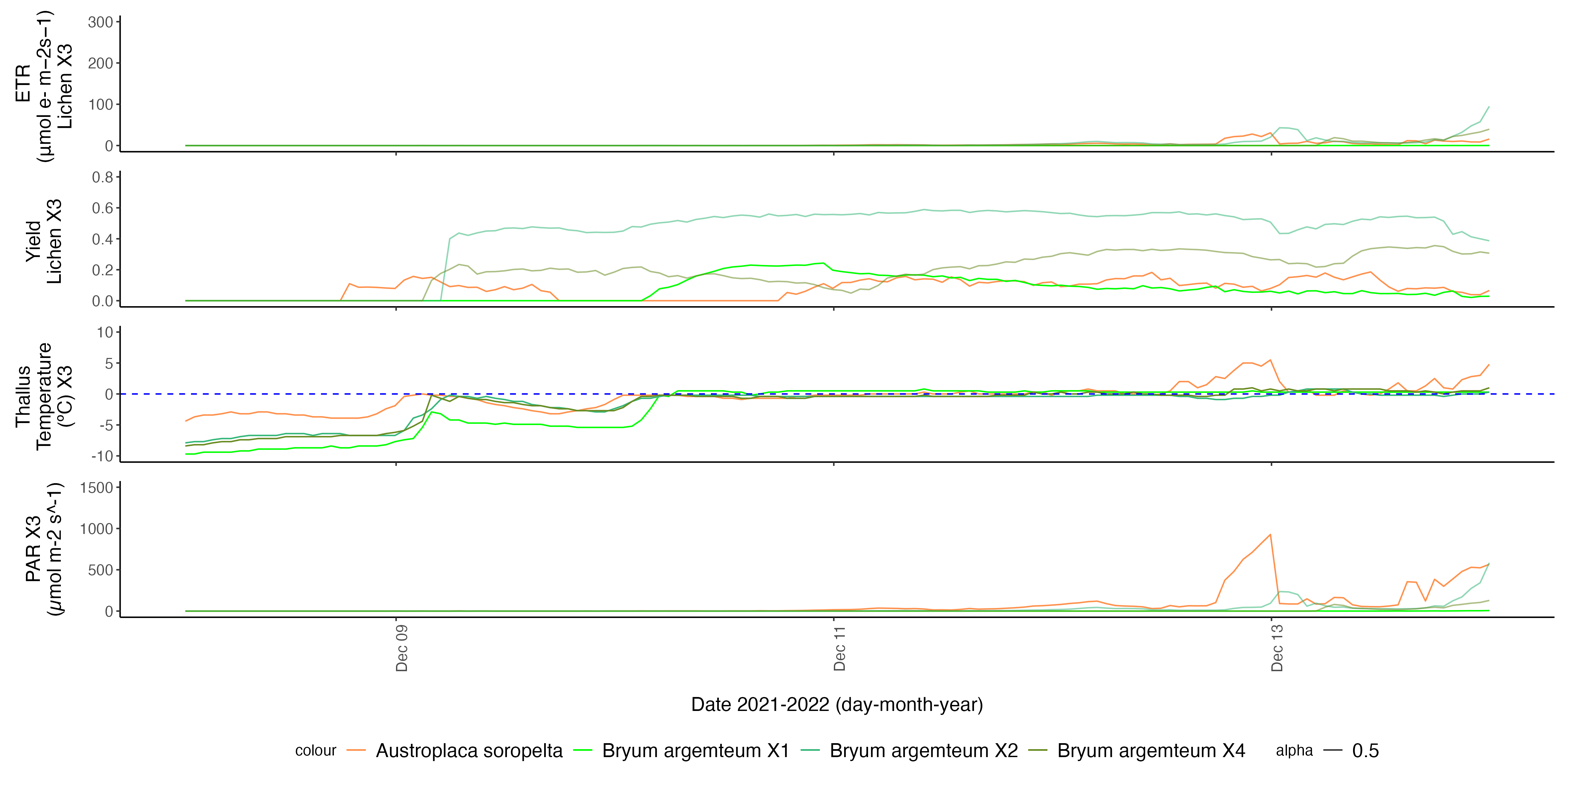 ETR
(µmol e- m−2s−1)
Lichen X3
300
200
100
0
Yield
Lichen X3
0.8
0.6
0.4
0.2
0.0
Thallus
Temperature
(ºC) X3
10
5
0
-5
-10
PAR X3
(µmol m-2 s^-1)
1500
1000
500
0
Dec 09
Dec 11
Dec 13
Date 2021-2022 (day-month-year)
colour Austroplaca soropelta Bryum argemteum X1 Bryum argemteum X2 Bryum argemteum X4 alpha 0.5